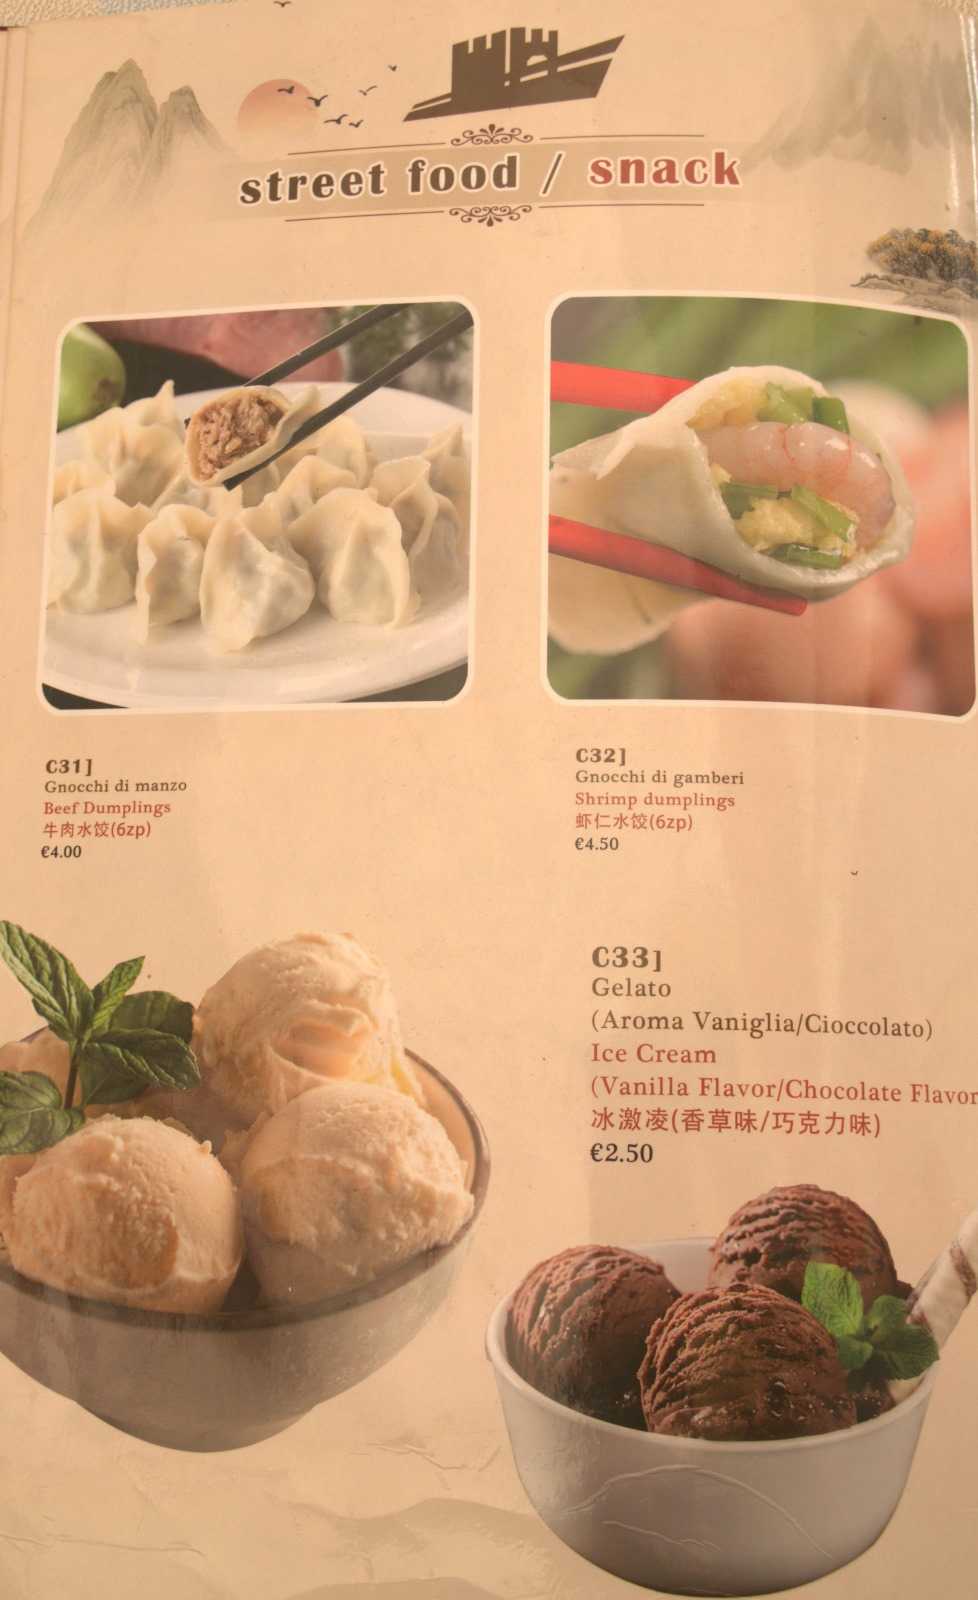 street food / snack
C31]
Gnocchi di manzo
Beef Dumplings
牛肉水饺(6zp)
€4.00
C32]
Gnocchi di gamberi
Shrimp dumplings
虾仁水饺(6zp)
€4.50
C33]
Gelato
(Aroma Vaniglia/Cioccolato)
Ice Cream
(Vanilla Flavor/Chocolate Flavor
冰激凌(香草味/巧克力味)
€2.50